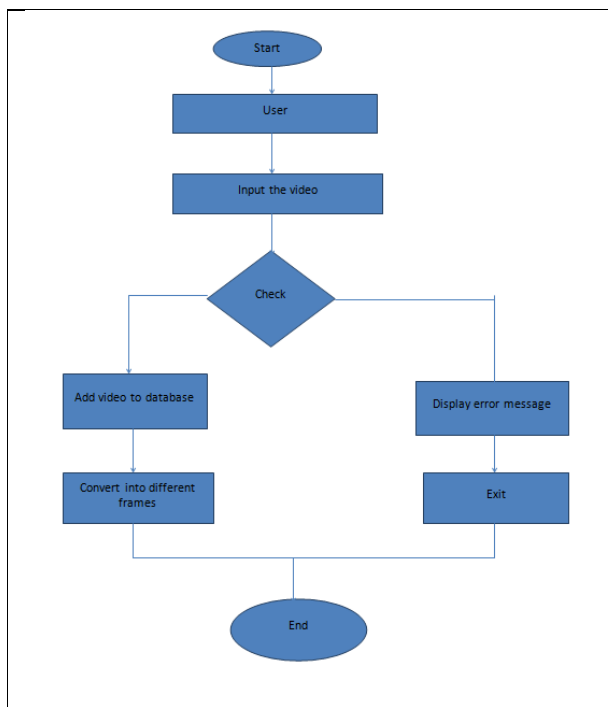 Start
User
Input the video
Check
Add video to database
Display error message
Convert into different
frames
Exit
End